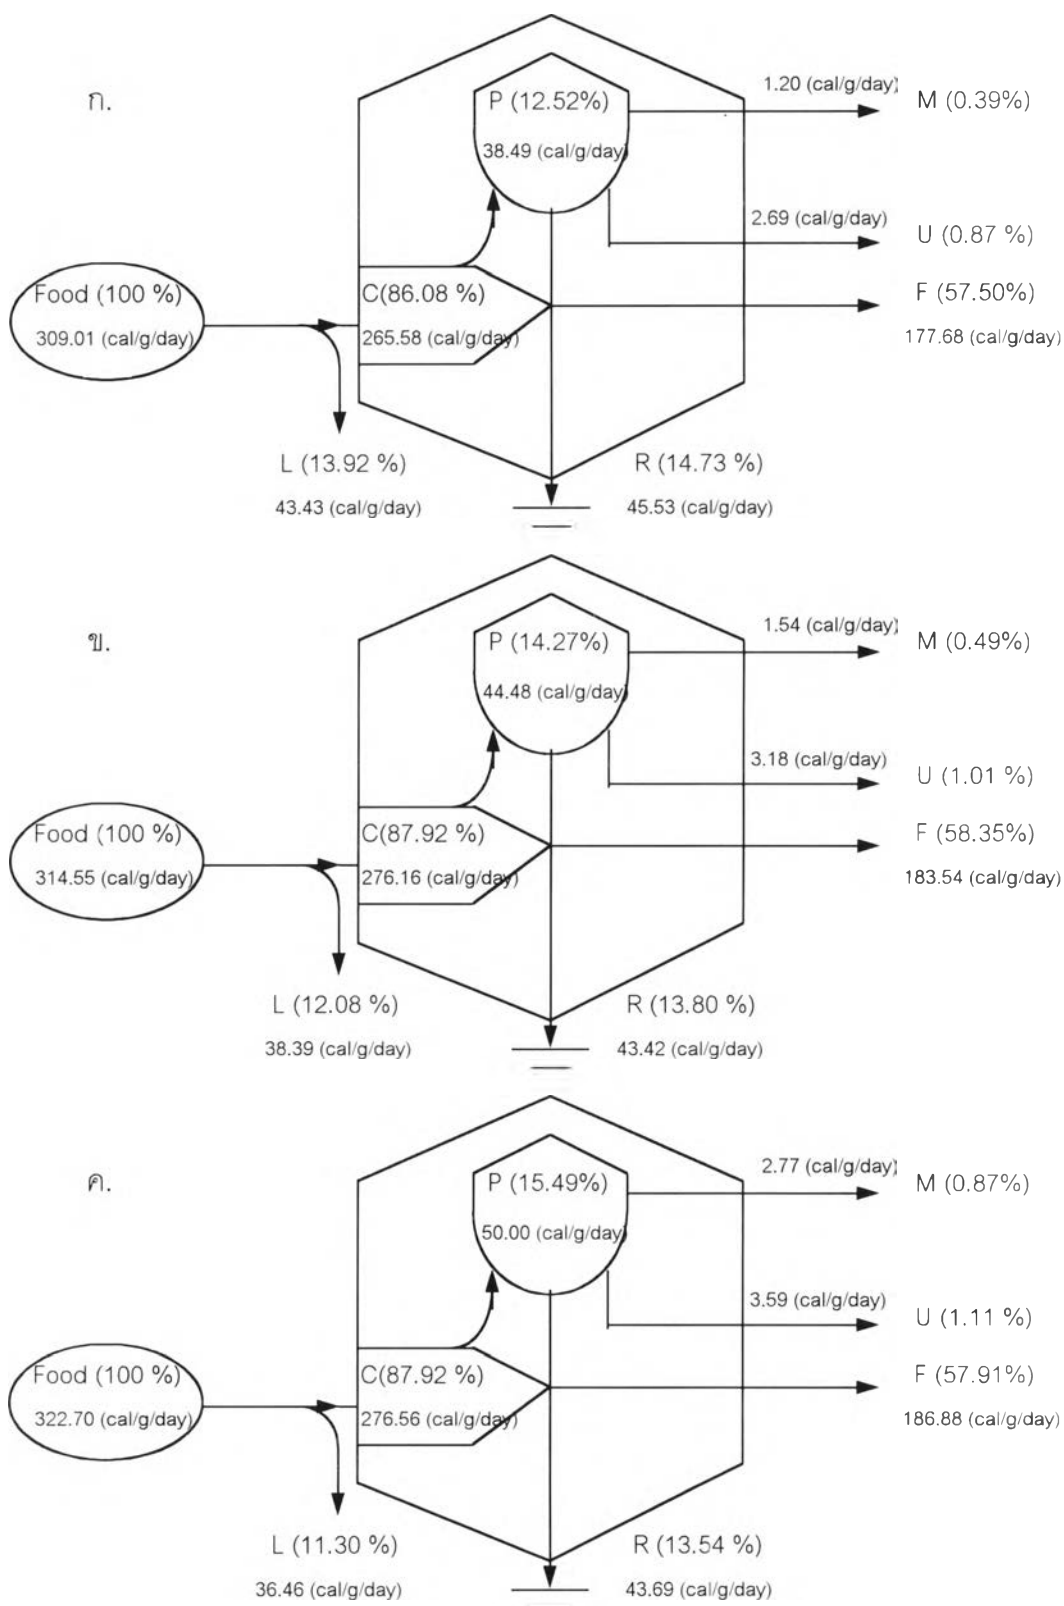 ก.
P (12.52%)
38.49 (cal/g/day)
1.20 (cal/g/day)
M (0.39%)
2.69 (cal/g/day)
U (0.87 %)
Food (100 %)
309.01 (cal/g/day)
C(86.08 %)
265.58 (cal/g/day)
F (57.50%)
177.68 (cal/g/day)
L (13.92 %)
43.43 (cal/g/day)
R (14.73 %)
45.53 (cal/g/day)
ข.
P (14.27%)
44.48 (cal/g/day)
1.54 (cal/g/day)
M (0.49%)
3.18 (cal/g/day)
U (1.01 %)
Food (100 %)
314.55 (cal/g/day)
C(87.92 %)
276.16 (cal/g/day)
F (58.35%)
183.54 (cal/g/day)
L (12.08 %)
38.39 (cal/g/day)
R (13.80 %)
43.42 (cal/g/day)
ค.
P (15.49%)
50.00 (cal/g/day)
2.77 (cal/g/day)
M (0.87%)
3.59 (cal/g/day)
U (1.11 %)
Food (100 %)
322.70 (cal/g/day)
C(87.92 %)
276.56 (cal/g/day)
F (57.91%)
186.88 (cal/g/day)
L (11.30 %)
36.46 (cal/g/day)
R (13.54 %)
43.69 (cal/g/day)